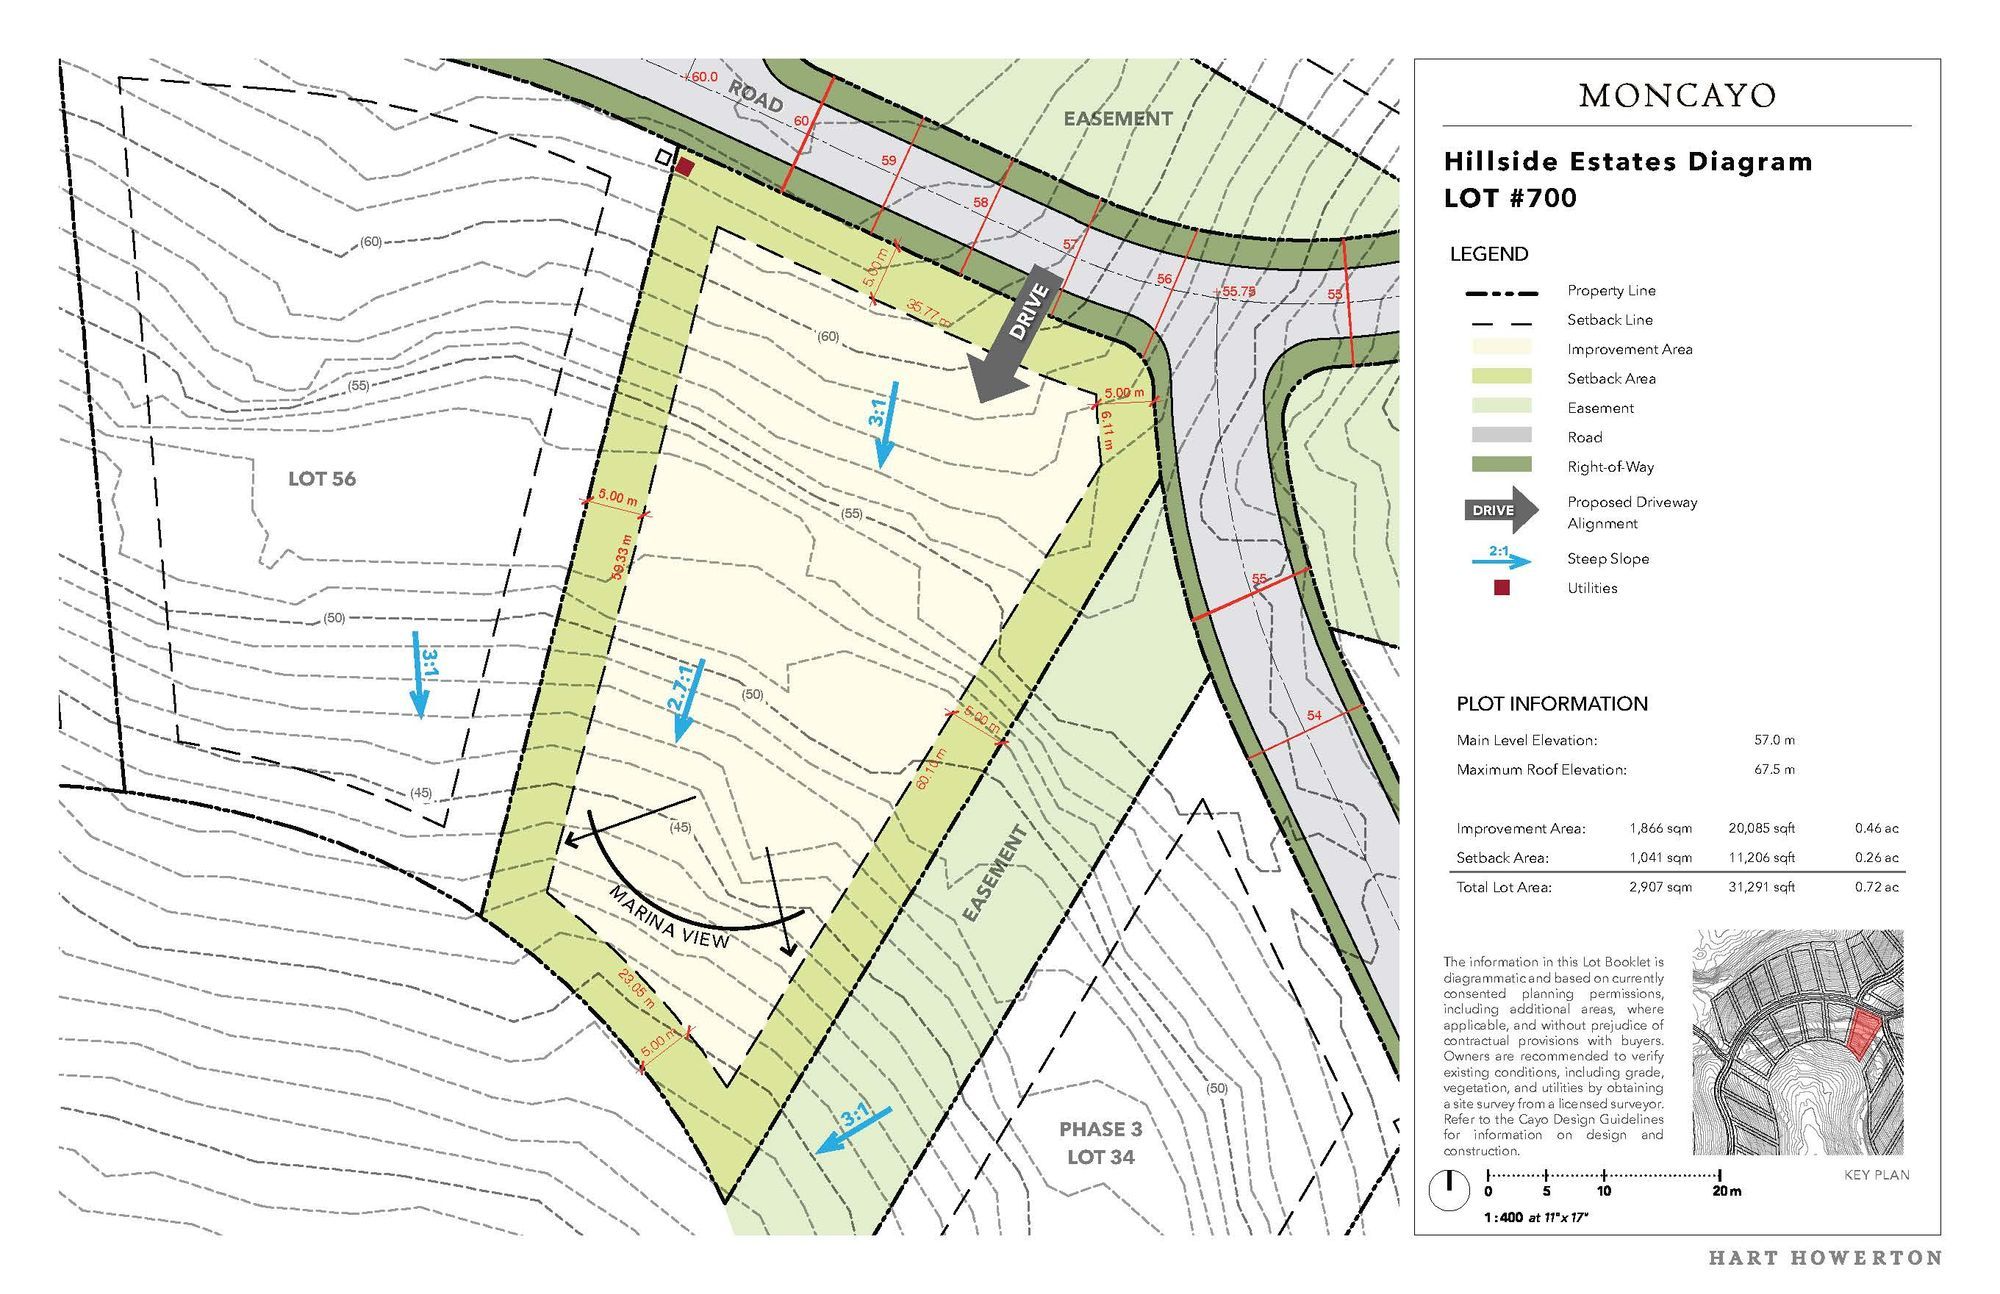 60.0
ROAD
60
EASEMENT
59
58
57
56
55.75
55
5.00 m
35.77 m
DRIVE
(60)
(60)
5.00 m
6.11 m
3:1
(55)
LOT 56
5.00 m
(55)
59.33 m
55
(50)
3:1
2.7:1
(50)
5.00 m
54
60.10 m
(45)
(45)
EASEMENT
MARINA VIEW
23.05 m
5.00 m
3:1
(50)
PHASE 3
LOT 34
MONCAYO
Hillside Estates Diagram
LOT #700
LEGEND
Property Line
Setback Line
Improvement Area
Setback Area
Easement
Road
Right-of-Way
DRIVE Proposed Driveway
Alignment
2:1 Steep Slope
Utilities
PLOT INFORMATION
Main Level Elevation: 57.0 m
Maximum Roof Elevation: 67.5 m
Improvement Area: 1,866 sqm 20,085 sqft 0.46 ac
Setback Area: 1,041 sqm 11,206 sqft 0.26 ac
Total Lot Area: 2,907 sqm 31,291 sqft 0.72 ac
The information in this Lot Booklet is
diagrammatic and based on currently
consented planning permissions,
including additional areas, where
applicable, and without prejudice of
contractual provisions with buyers.
Owners are recommended to verify
existing conditions, including grade,
vegetation, and utilities by obtaining
a site survey from a licensed surveyor.
Refer to the Cayo Design Guidelines
for information on design and
construction.
KEY PLAN
0 5 10 20m
1:400 at 11"x 17"
HART HOWERTON